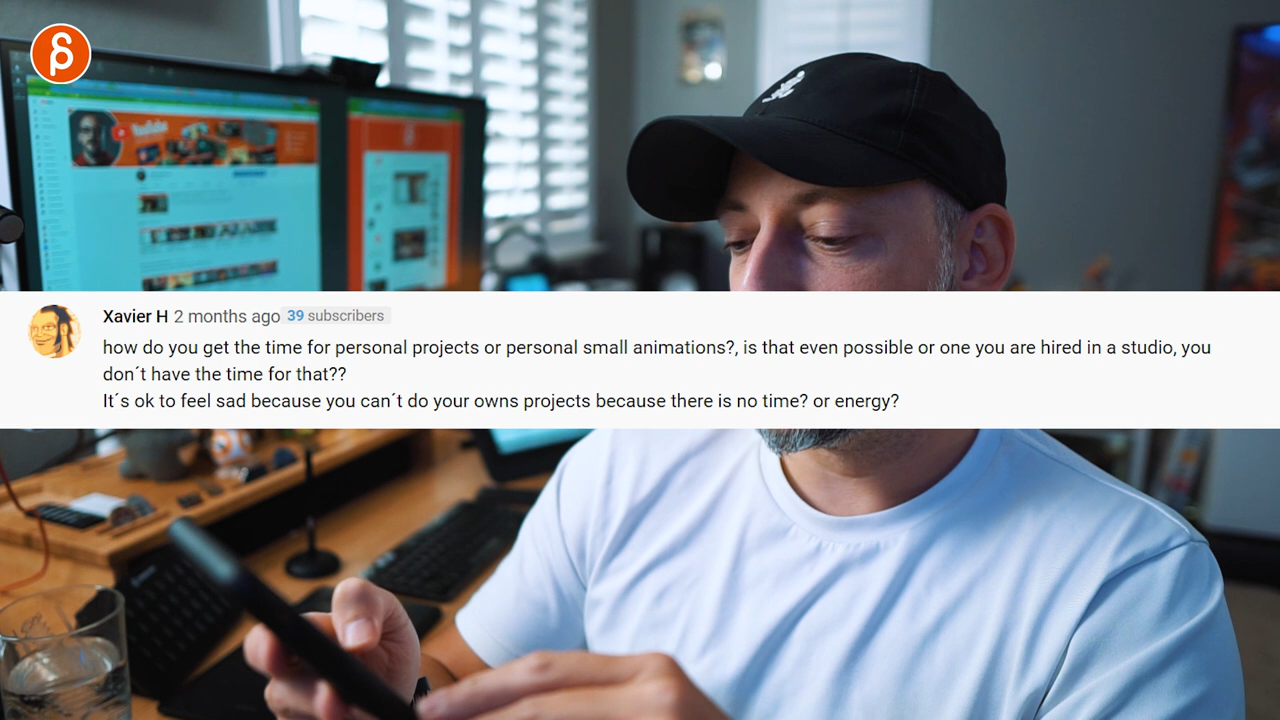 YouTube
Xavier H 2 months ago 39 subscribers
how do you get the time for personal projects or personal small animations?, is that even possible or one you are hired in a studio, you
don´t have the time for that??
It´s ok to feel sad because you can´t do your owns projects because there is no time? or energy?